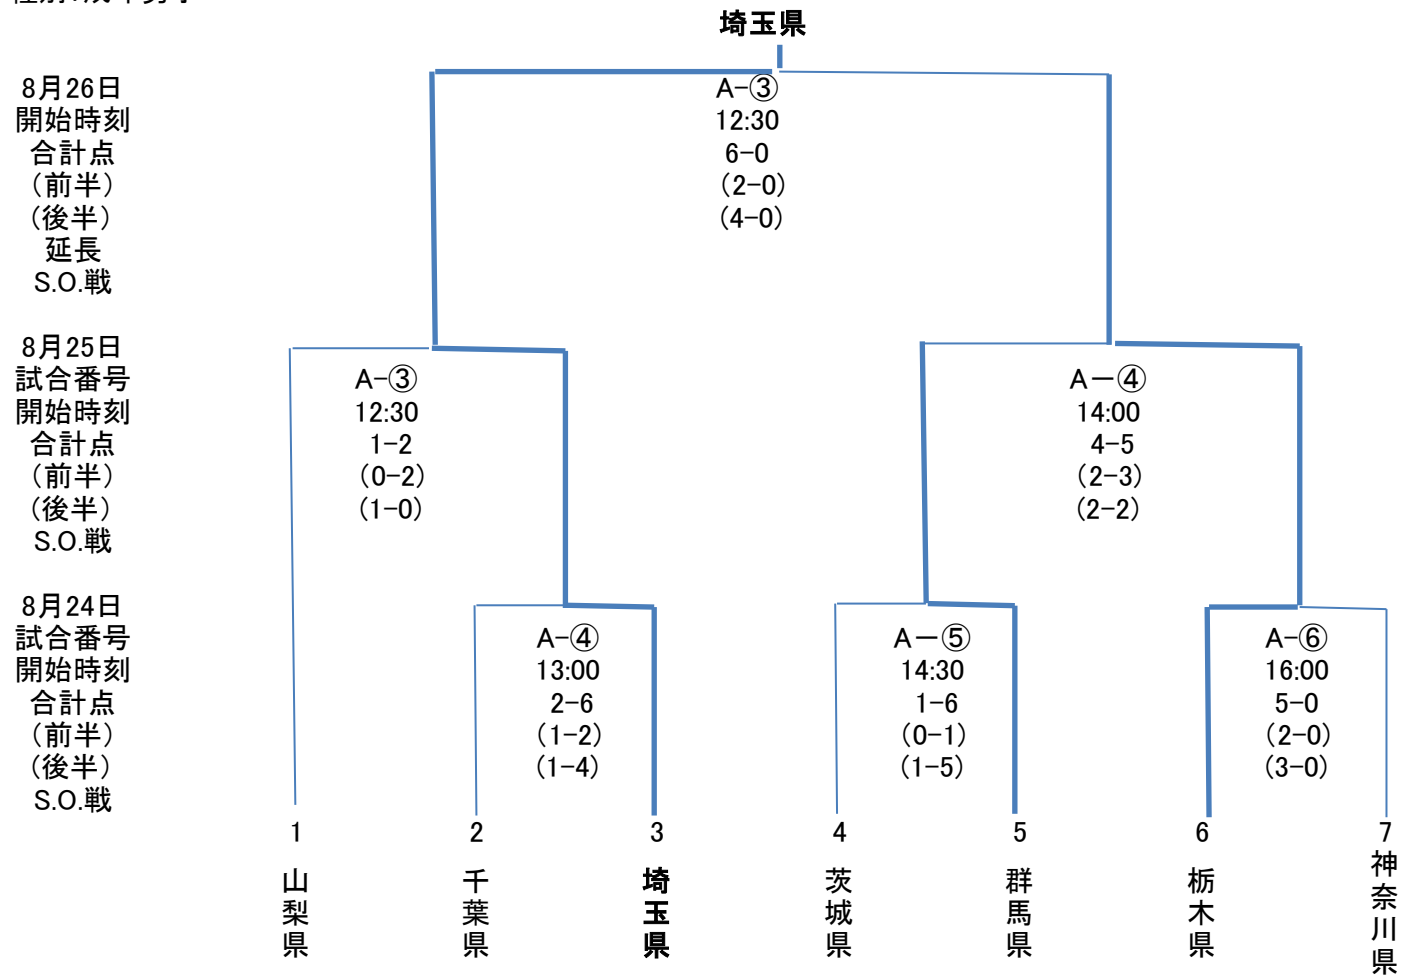 埼玉県
8月26日
開始時刻
合計点
（前半）
（後半）
延長
S.O.戦
A-③
12:30
6-0
(2-0)
(4-0)
8月25日
試合番号
開始時刻
合計点
（前半）
（後半）
S.O.戦
A-③
12:30
1-2
(0-2)
(1-0)
A－④
14:00
4-5
(2-3)
(2-2)
8月24日
試合番号
開始時刻
合計点
（前半）
（後半）
S.O.戦
A-④
13:00
2-6
(1-2)
(1-4)
A－⑤
14:30
1-6
(0-1)
(1-5)
A-⑥
16:00
5-0
(2-0)
(3-0)
1 2 3 4 5 6 7
山梨県
千葉県
埼玉県
茨城県
群馬県
栃木県
神奈川県